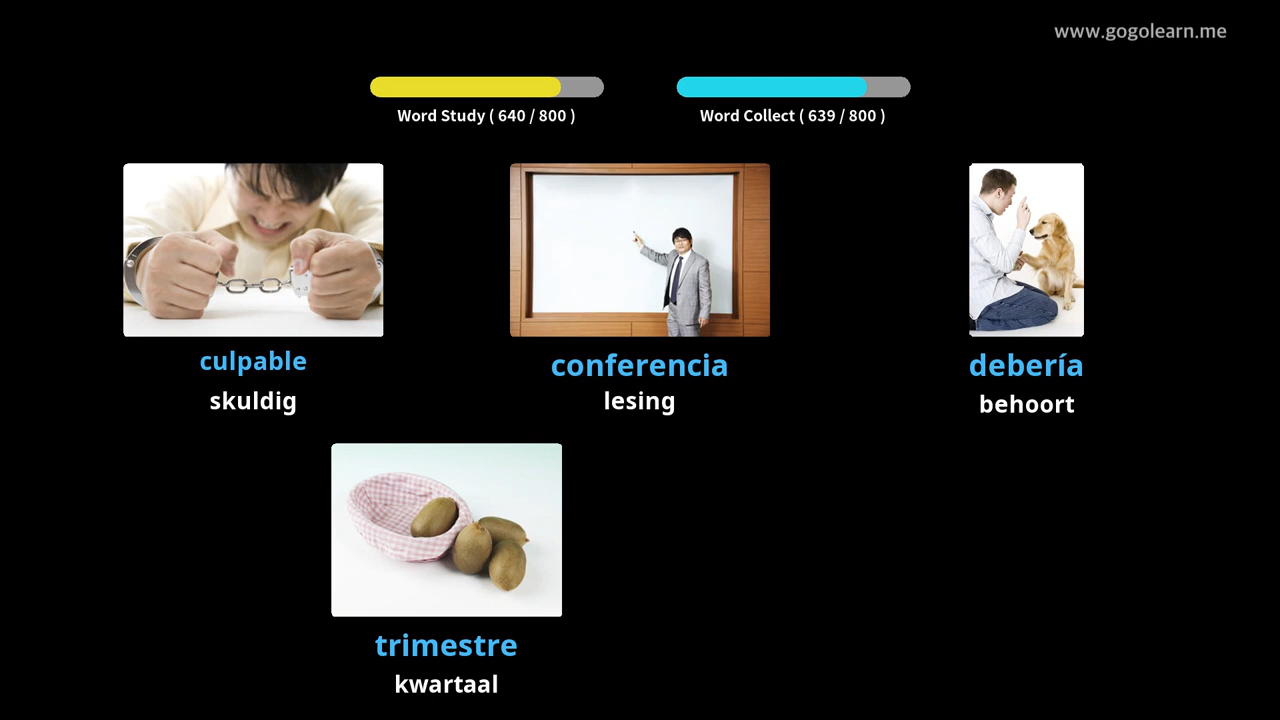 www.gogolearn.me
Word Study ( 640 / 800 )
Word Collect ( 639 / 800 )
culpable
skuldig
conferencia
lesing
debería
behoort
trimestre
kwartaal